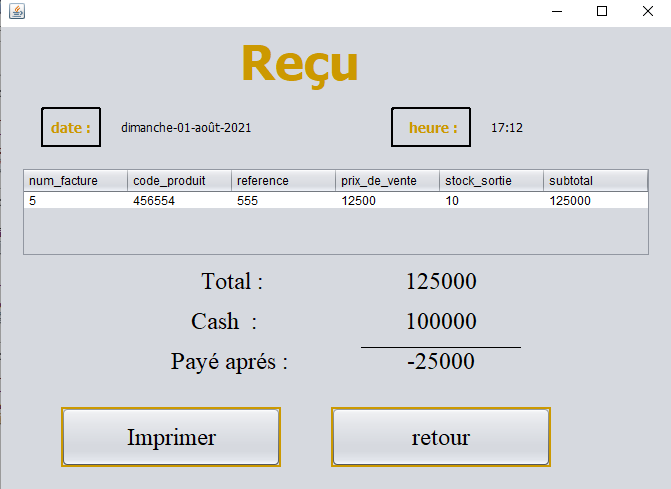 Reçu
date : dimanche-01-août-2021 heure : 17:12
num_facture code_produit reference prix_de_vente stock_sortie subtotal
5 456554 555 12500 10 125000
Total : 125000
Cash : 100000
Payé aprés : -25000
Imprimer retour